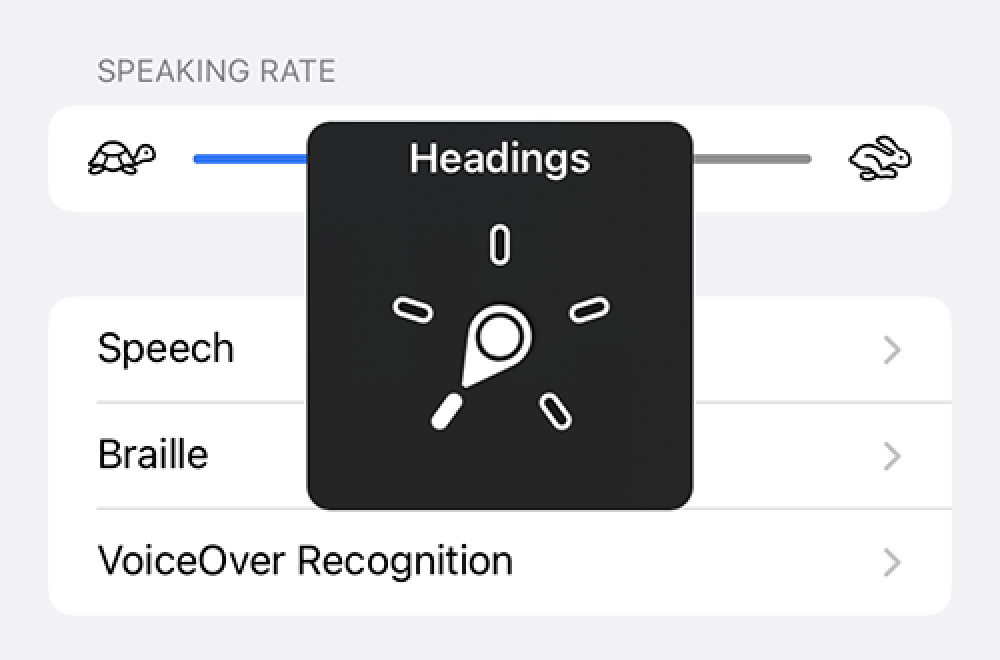 SPEAKING RATE
Headings
Speech
Braille
VoiceOver Recognition